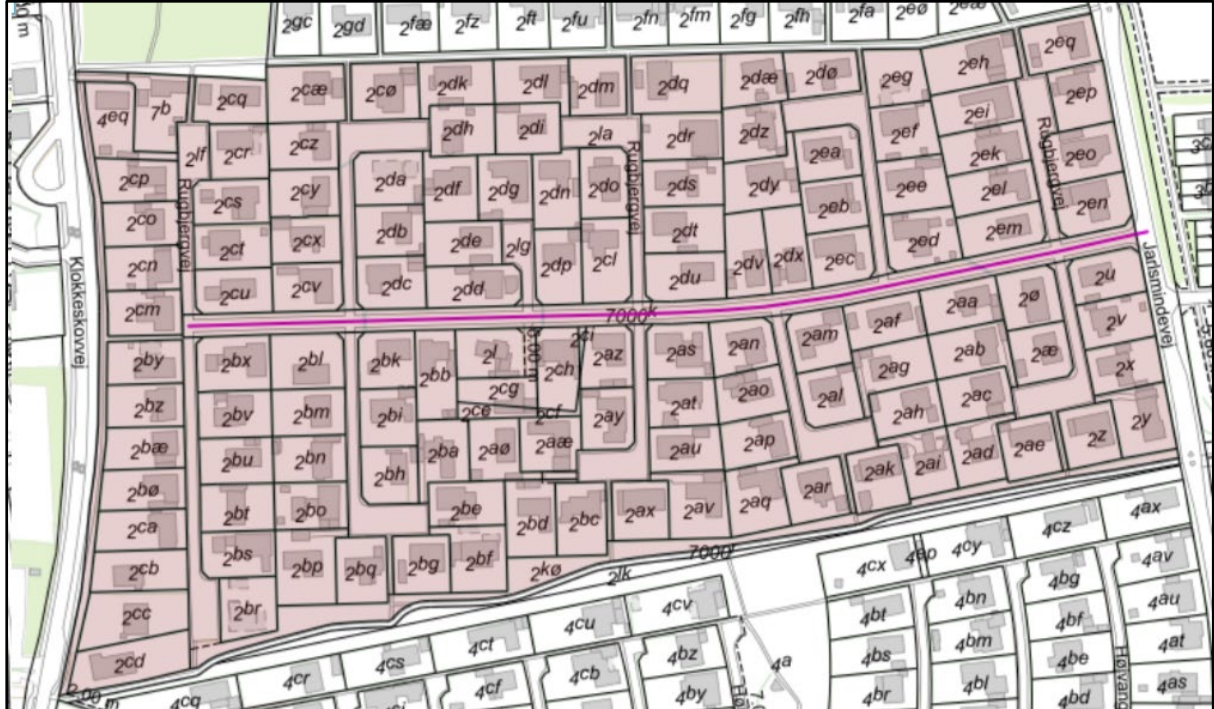 2gc
2gd
2fæ
2fz
2ft
2fu
2fn
2fm
2fg
2fh
2fa
2eø
2eæ
4eq
7b
2cq
2cæ
2cø
2dk
2dl
2dm
2dq
2dæ
2dø
2eg
2eh
2eq
2lf
2cr
2cz
2dh
2di
2la
2dr
2dz
2ea
2ef
2ei
2ep
2cp
2cs
2cy
2da
2df
2dg
2dn
2do
2ds
2dy
2eb
2ee
2ek
2eo
2co
2ct
2cx
2db
2de
2lg
2dp
2cl
2dt
2dv
2dx
2ec
2ed
2el
2em
2en
2cn
2cu
2cv
2dc
2dd
2du
2cm
Rugbjergvej
Rugbjergvej
Rugbjergvej
Klokkeskovvej
Jarlsmindevej
7000k
2by
2bx
2bl
2bk
2bb
2l
2cg
2ch
2ci
2az
2as
2an
2am
2af
2aa
2ø
2u
2v
2bz
2bv
2bm
2bi
2ce
2cf
2ay
2at
2ao
2al
2ag
2ab
2æ
2x
2bæ
2bu
2bn
2bh
2ba
2aø
2aæ
2au
2ap
2ah
2ac
2y
2bø
2bt
2bo
2be
2bd
2bc
2ax
2av
2aq
2ar
2ak
2ai
2ad
2ae
2z
2ca
2bs
2bp
2bq
2bg
2bf
2kø
2lk
2cb
2br
2cc
2cd
2.00 m
4cq
4cr
4cs
4ct
4cu
4cv
4cf
4cb
4bz
4by
4a
4cx
4cy
4cz
4ax
4bt
4bn
4bg
4av
4bs
4bm
4bf
4au
4br
4bl
4be
4at
4bd
4as